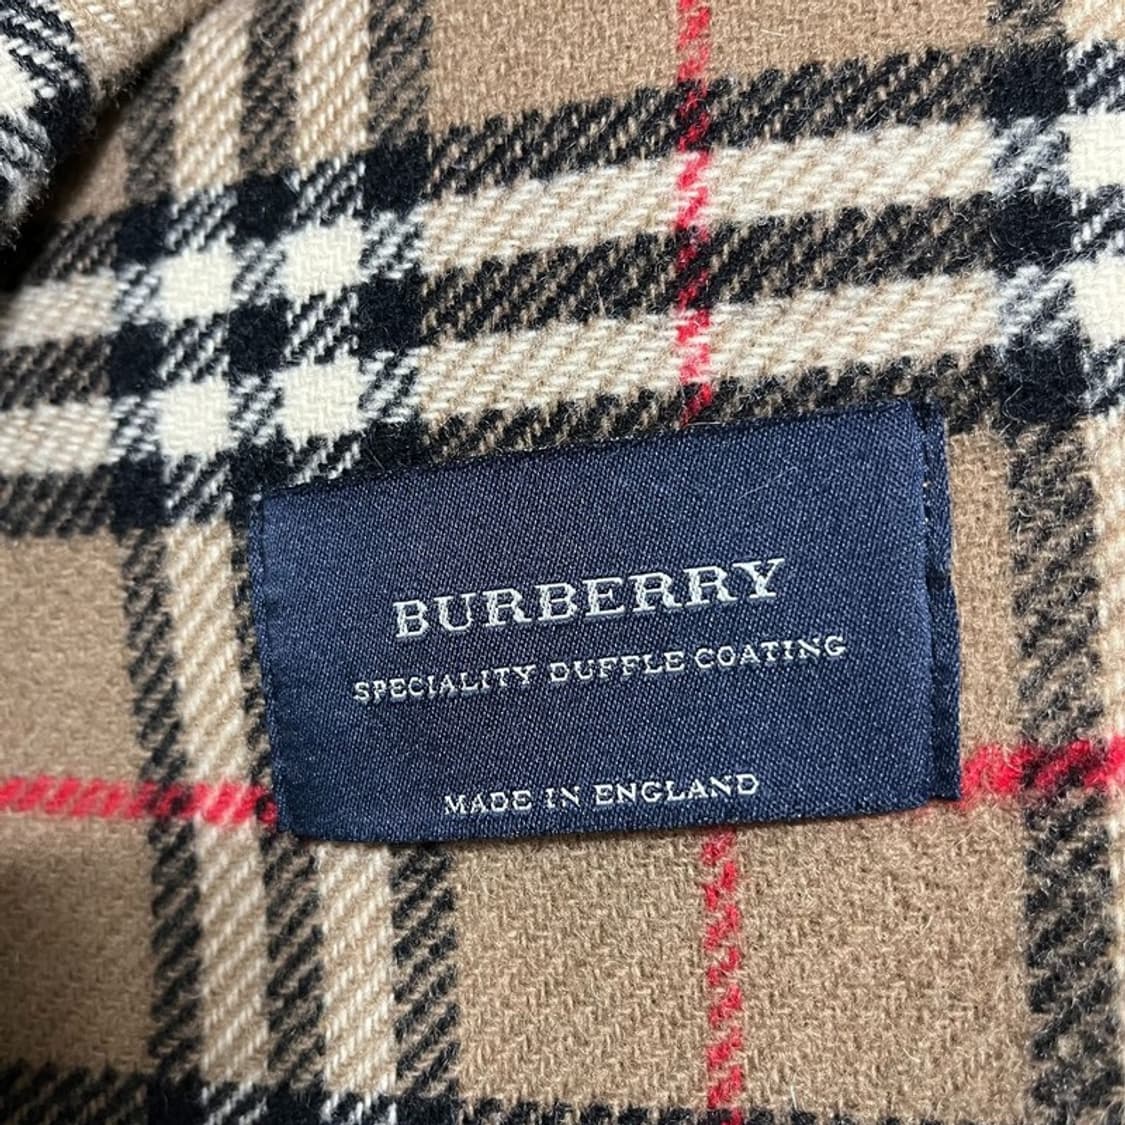 BURBERRY
SPECIALITY DUFFLE COATING
MADE IN ENGLAND